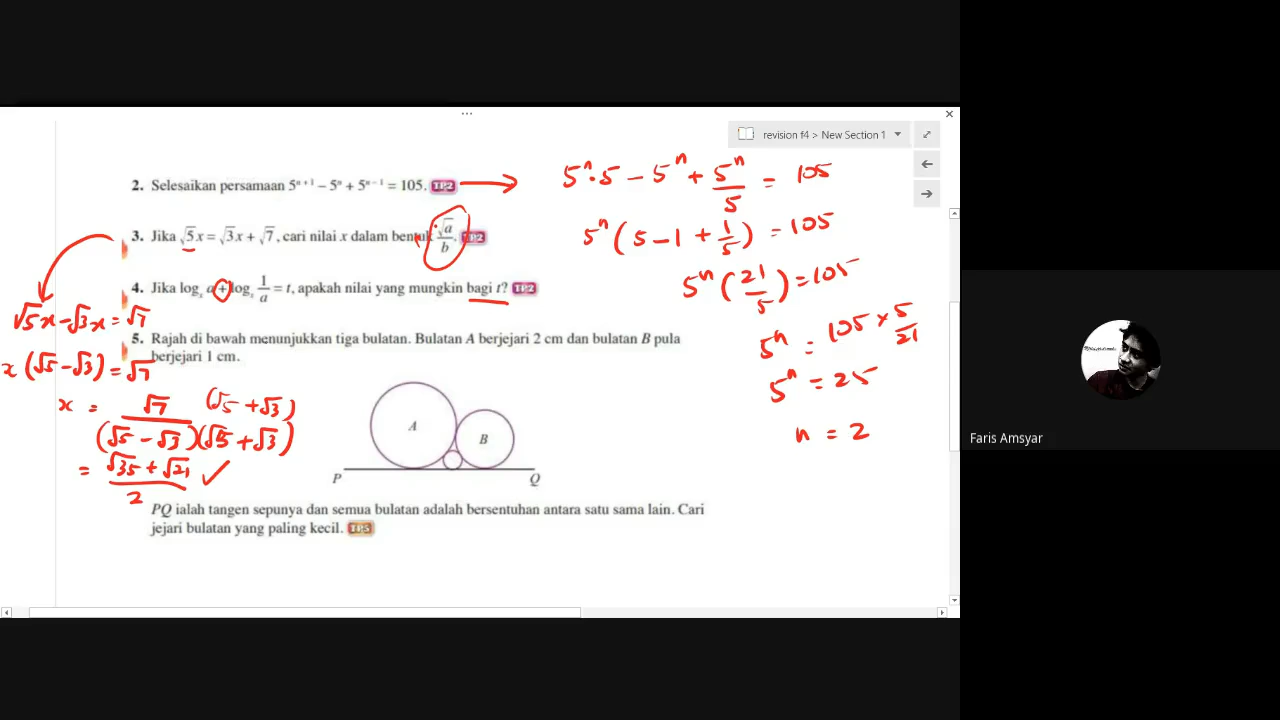 revision f4 > New Section 1
2. Selesaikan persamaan 5ⁿ⁺¹ – 5ⁿ + 5ⁿ⁻¹ = 105. TP2
3. Jika √5x = √3x + √7, cari nilai x dalam bentuk √a/b. TP2
4. Jika logₓ a + logₓ 1/a = t, apakah nilai yang mungkin bagi t? TP2
5. Rajah di bawah menunjukkan tiga bulatan. Bulatan A berjejari 2 cm dan bulatan B pula
berjejari 1 cm.
A
B
P
Q
PQ ialah tangen sepunya dan semua bulatan adalah bersentuhan antara satu sama lain. Cari
jejari bulatan yang paling kecil. TP5
√5x – √3x = √7
x (√5 – √3) = √7
x = √7 (√5 + √3) / (√5 – √3)(√5 + √3)
= √35 + √21 / 2 ✓
5ⁿ·5 – 5ⁿ + 5ⁿ/5 = 105
5ⁿ (5 – 1 + 1/5) = 105
5ⁿ (21/5) = 105
5ⁿ = 105 × 5/21
5ⁿ = 25
n = 2
Faris Amsyar